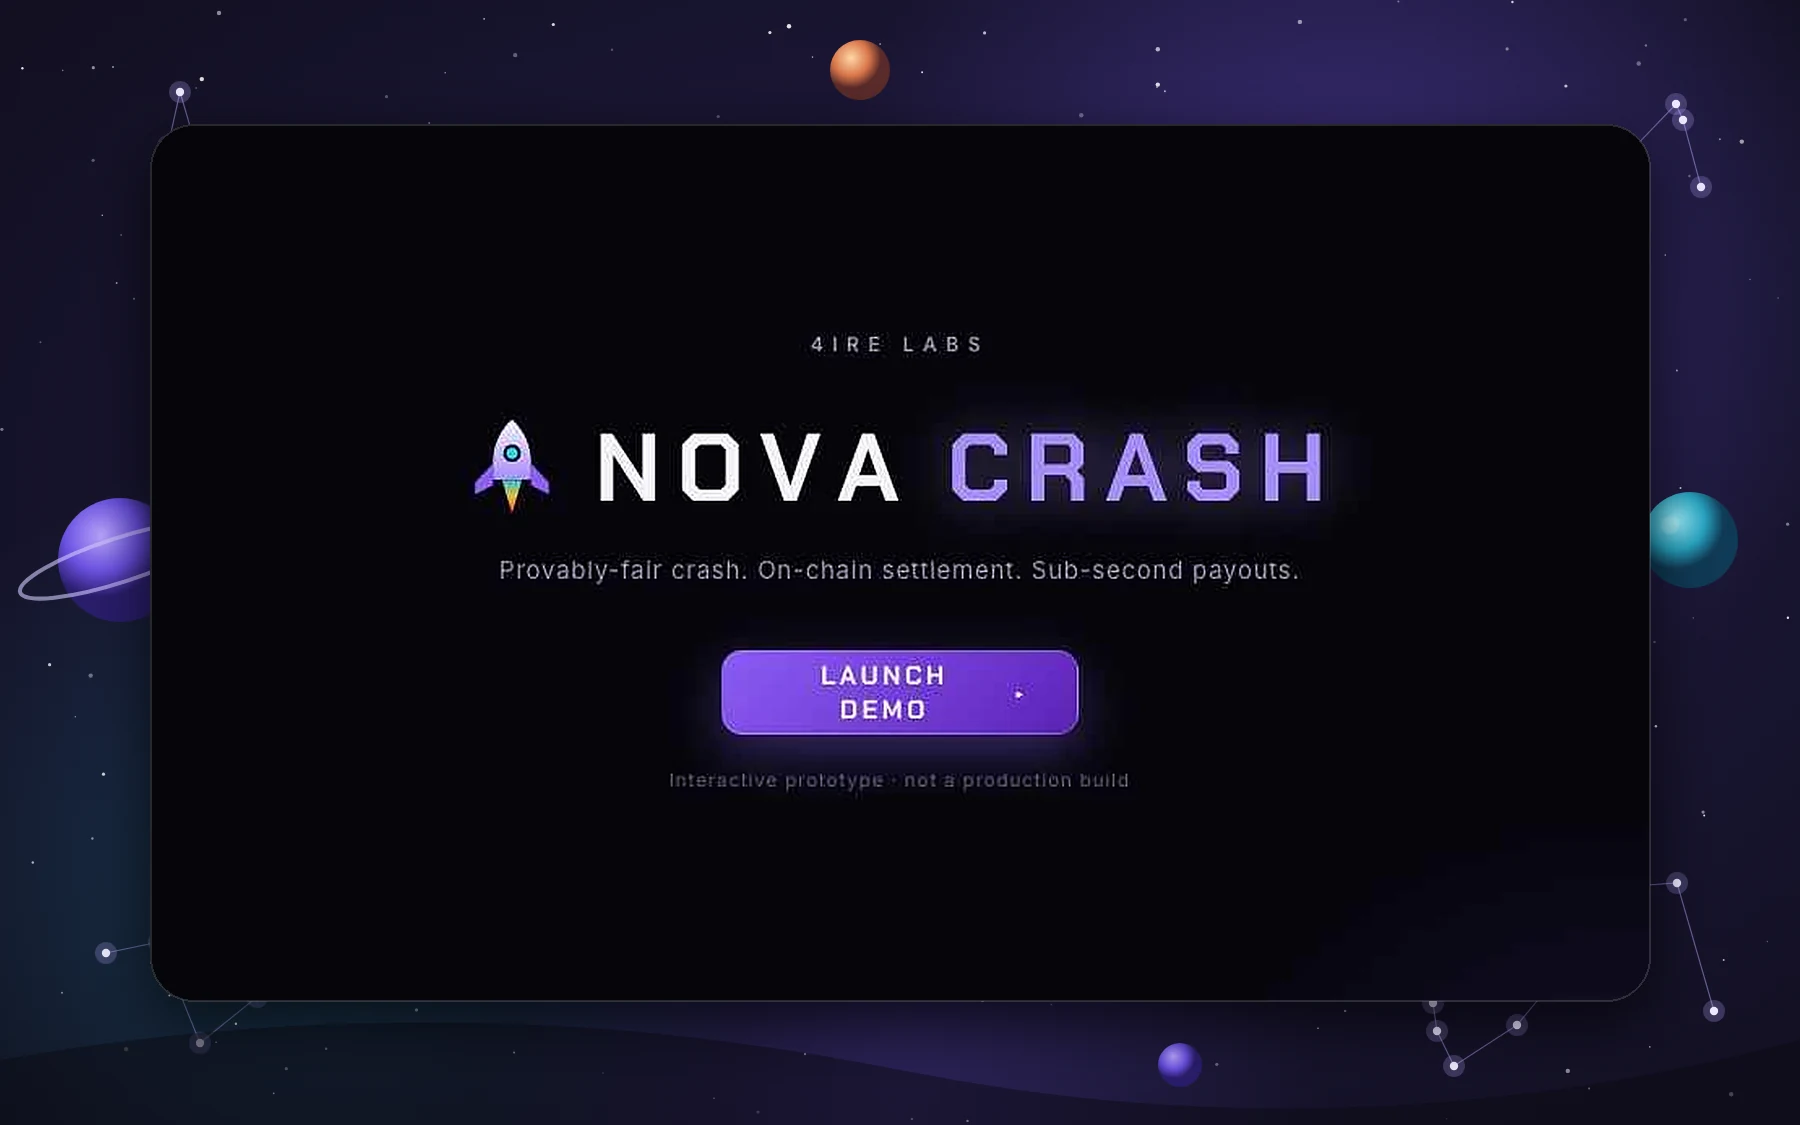 4IRE LABS
NOVA CRASH
Provably-fair crash. On-chain settlement. Sub-second payouts.
LAUNCH
DEMO
Interactive prototype · not a production build